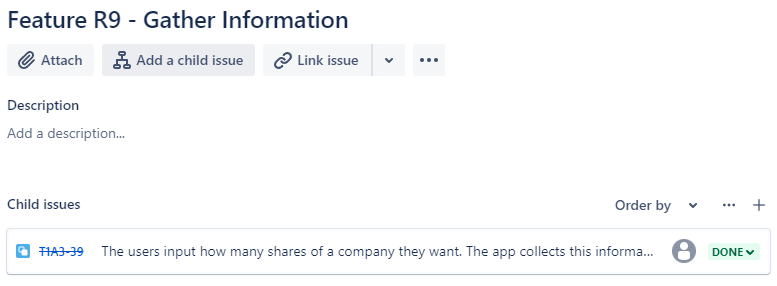 Feature R9 - Gather Information
Attach Add a child issue Link issue
Description
Add a description...
Child issues Order by
T1A3-39 The users input how many shares of a company they want. The app collects this informa... DONE